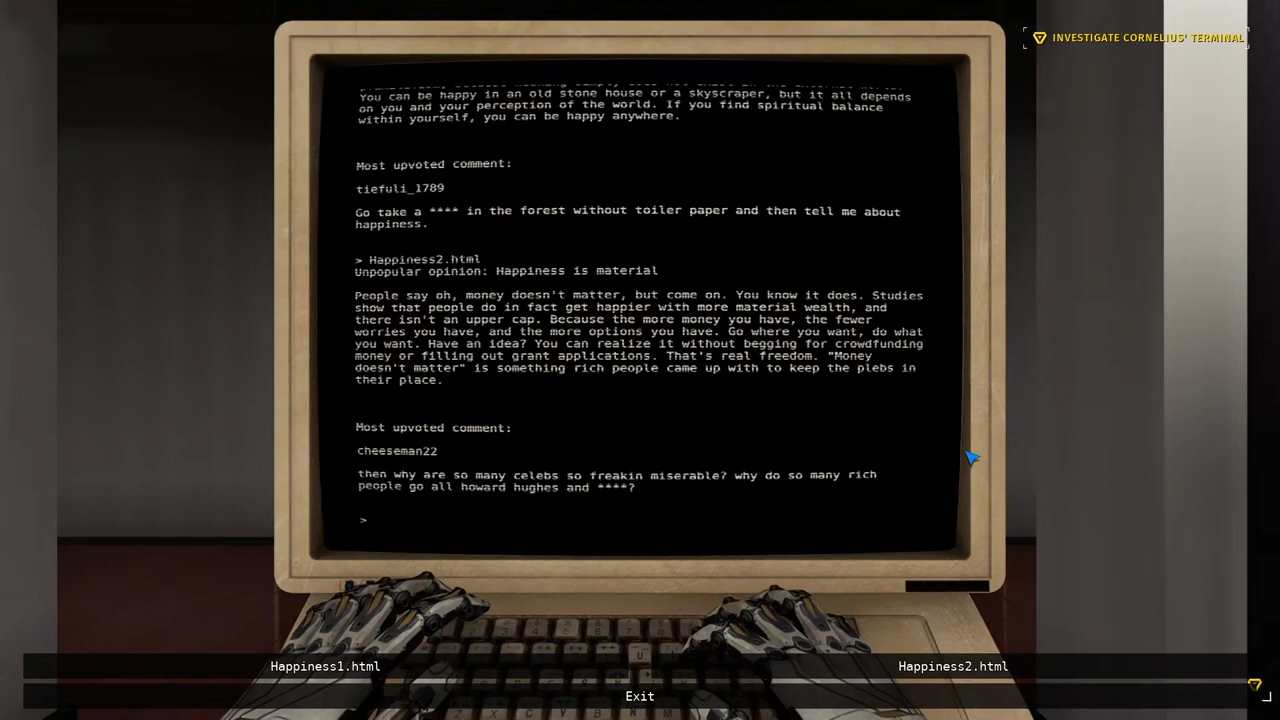 INVESTIGATE CORNELIUS' TERMINAL
You can be happy in an old stone house or a skyscraper, but it all depends
on you and your perception of the world. If you find spiritual balance
within yourself, you can be happy anywhere.
Most upvoted comment:
tiefuli_1789
Go take a **** in the forest without toiler paper and then tell me about
happiness.
> Happiness2.html
Unpopular opinion: Happiness is material
People say oh, money doesn't matter, but come on. You know it does. Studies
show that people do in fact get happier with more material wealth, and
there isn't an upper cap. Because the more money you have, the fewer
worries you have, and the more options you have. Go where you want, do what
you want. Have an idea? You can realize it without begging for crowdfunding
money or filling out grant applications. That's real freedom. "Money
doesn't matter" is something rich people came up with to keep the plebs in
their place.
Most upvoted comment:
cheeseman22
then why are so many celebs so freakin miserable? why do so many rich
people go all howard hughes and ****?
>
U
Happiness1.html
Happiness2.html
Exit